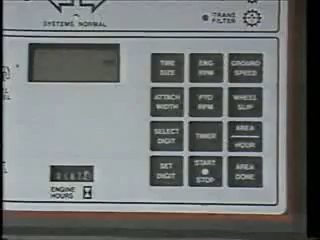 SYSTEMS NORMAL
TRANS
FILTER
TIRE
SIZE
ENG
RPM
GROUND
SPEED
ATTACH
WIDTH
PTO
RPM
WHEEL
SLIP
SELECT
DIGIT
TIMER
AREA
HOUR
SET
DIGIT
START
STOP
AREA
DONE
ENGINE
HOURS